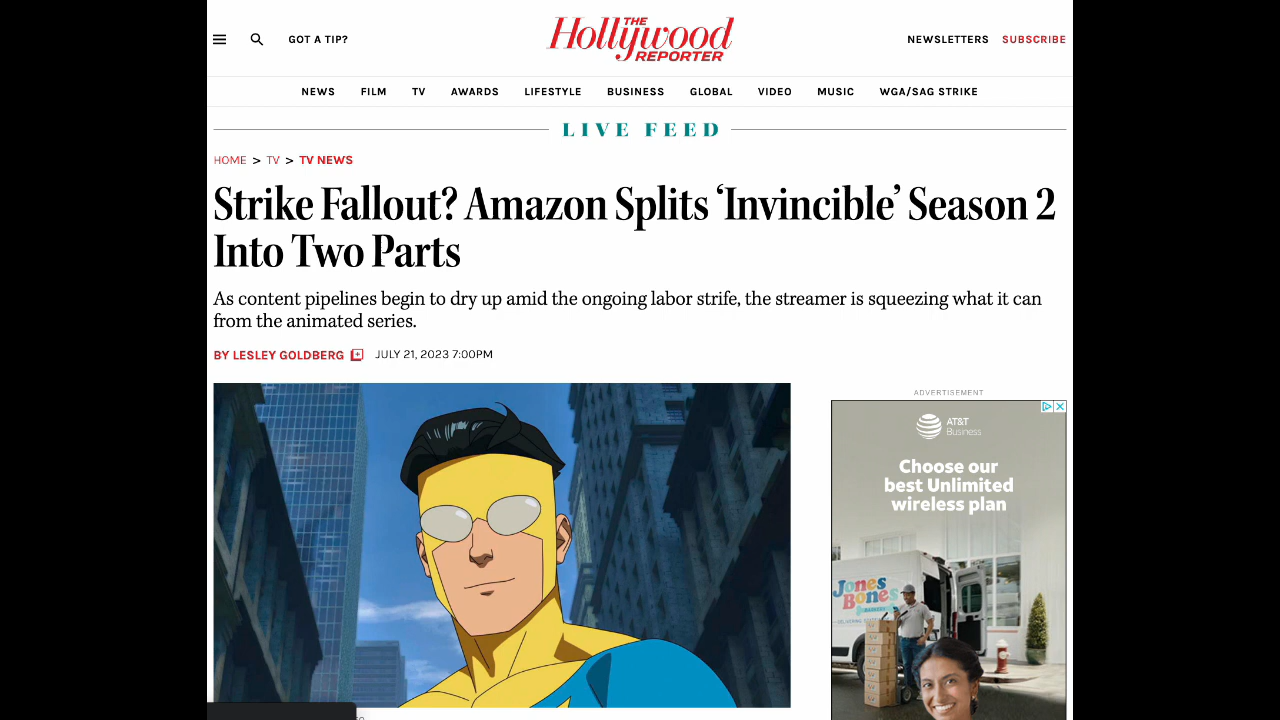 GOT A TIP?
THE
Hollywood
REPORTER
NEWSLETTERS
SUBSCRIBE
NEWS FILM TV AWARDS LIFESTYLE BUSINESS GLOBAL VIDEO MUSIC WGA/SAG STRIKE
LIVE FEED
HOME > TV > TV NEWS
Strike Fallout? Amazon Splits ‘Invincible’ Season 2
Into Two Parts
As content pipelines begin to dry up amid the ongoing labor strife, the streamer is squeezing what it can
from the animated series.
BY LESLEY GOLDBERG JULY 21, 2023 7:00PM
ADVERTISEMENT
AT&T
Business
Choose our
best Unlimited
wireless plan
Jones
Bones